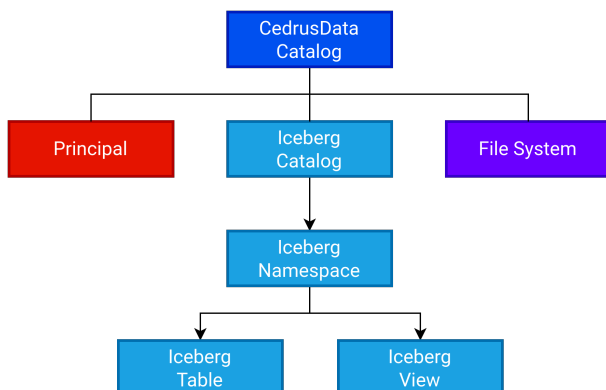 CedrusData
Catalog
Principal
Iceberg
Catalog
File System
Iceberg
Namespace
Iceberg
Table
Iceberg
View